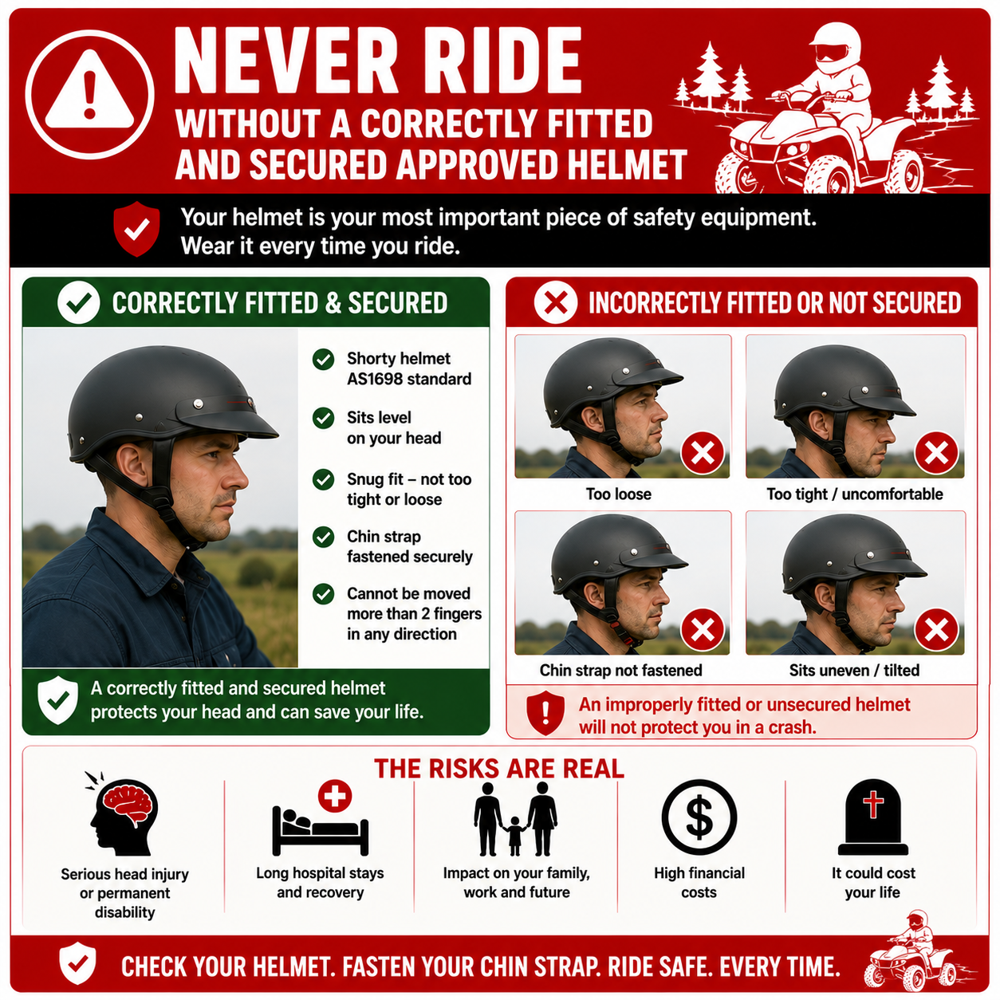 NEVER RIDE
WITHOUT A CORRECTLY FITTED
AND SECURED APPROVED HELMET
Your helmet is your most important piece of safety equipment.
Wear it every time you ride.
CORRECTLY FITTED & SECURED
Shorty helmet
AS1698 standard
Sits level
on your head
Snug fit – not too
tight or loose
Chin strap
fastened securely
Cannot be moved
more than 2 fingers
in any direction
A correctly fitted and secured helmet
protects your head and can save your life.
INCORRECTLY FITTED OR NOT SECURED
Too loose
Too tight / uncomfortable
Chin strap not fastened
Sits uneven / tilted
An improperly fitted or unsecured helmet
will not protect you in a crash.
THE RISKS ARE REAL
Serious head injury
or permanent
disability
Long hospital stays
and recovery
Impact on your family,
work and future
$
High financial
costs
It could cost
your life
CHECK YOUR HELMET. FASTEN YOUR CHIN STRAP. RIDE SAFE. EVERY TIME.